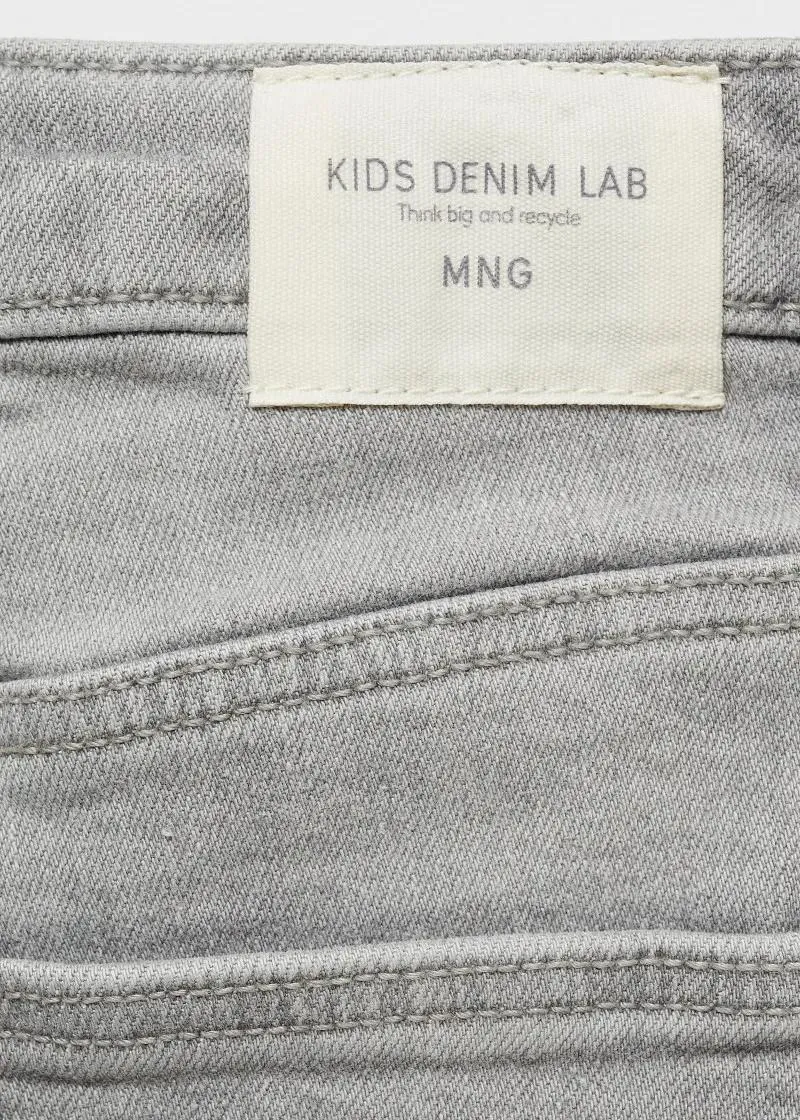 KIDS DENIM LAB
Think big and recycle
MNG